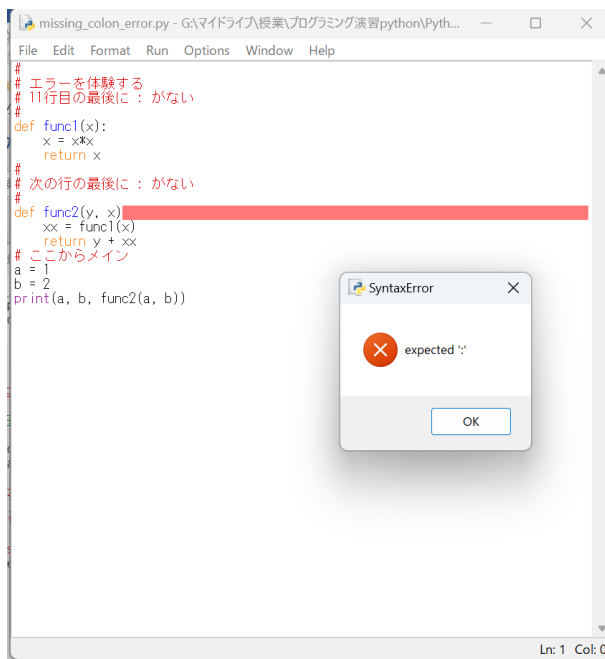 missing_colon_error.py - G:\マイドライブ\授業\プログラミング演習python\Pyth...
File Edit Format Run Options Window Help
#
# エラーを体験する
# 11行目の最後に : がない
#
def func1(x):
    x = x*x
    return x
#
# 次の行の最後に : がない
#
def func2(y, x)
    xx = func1(x)
    return y + xx
# ここからメイン
a = 1
b = 2
print(a, b, func2(a, b))
SyntaxError
expected ':'
OK
Ln: 1 Col: 0